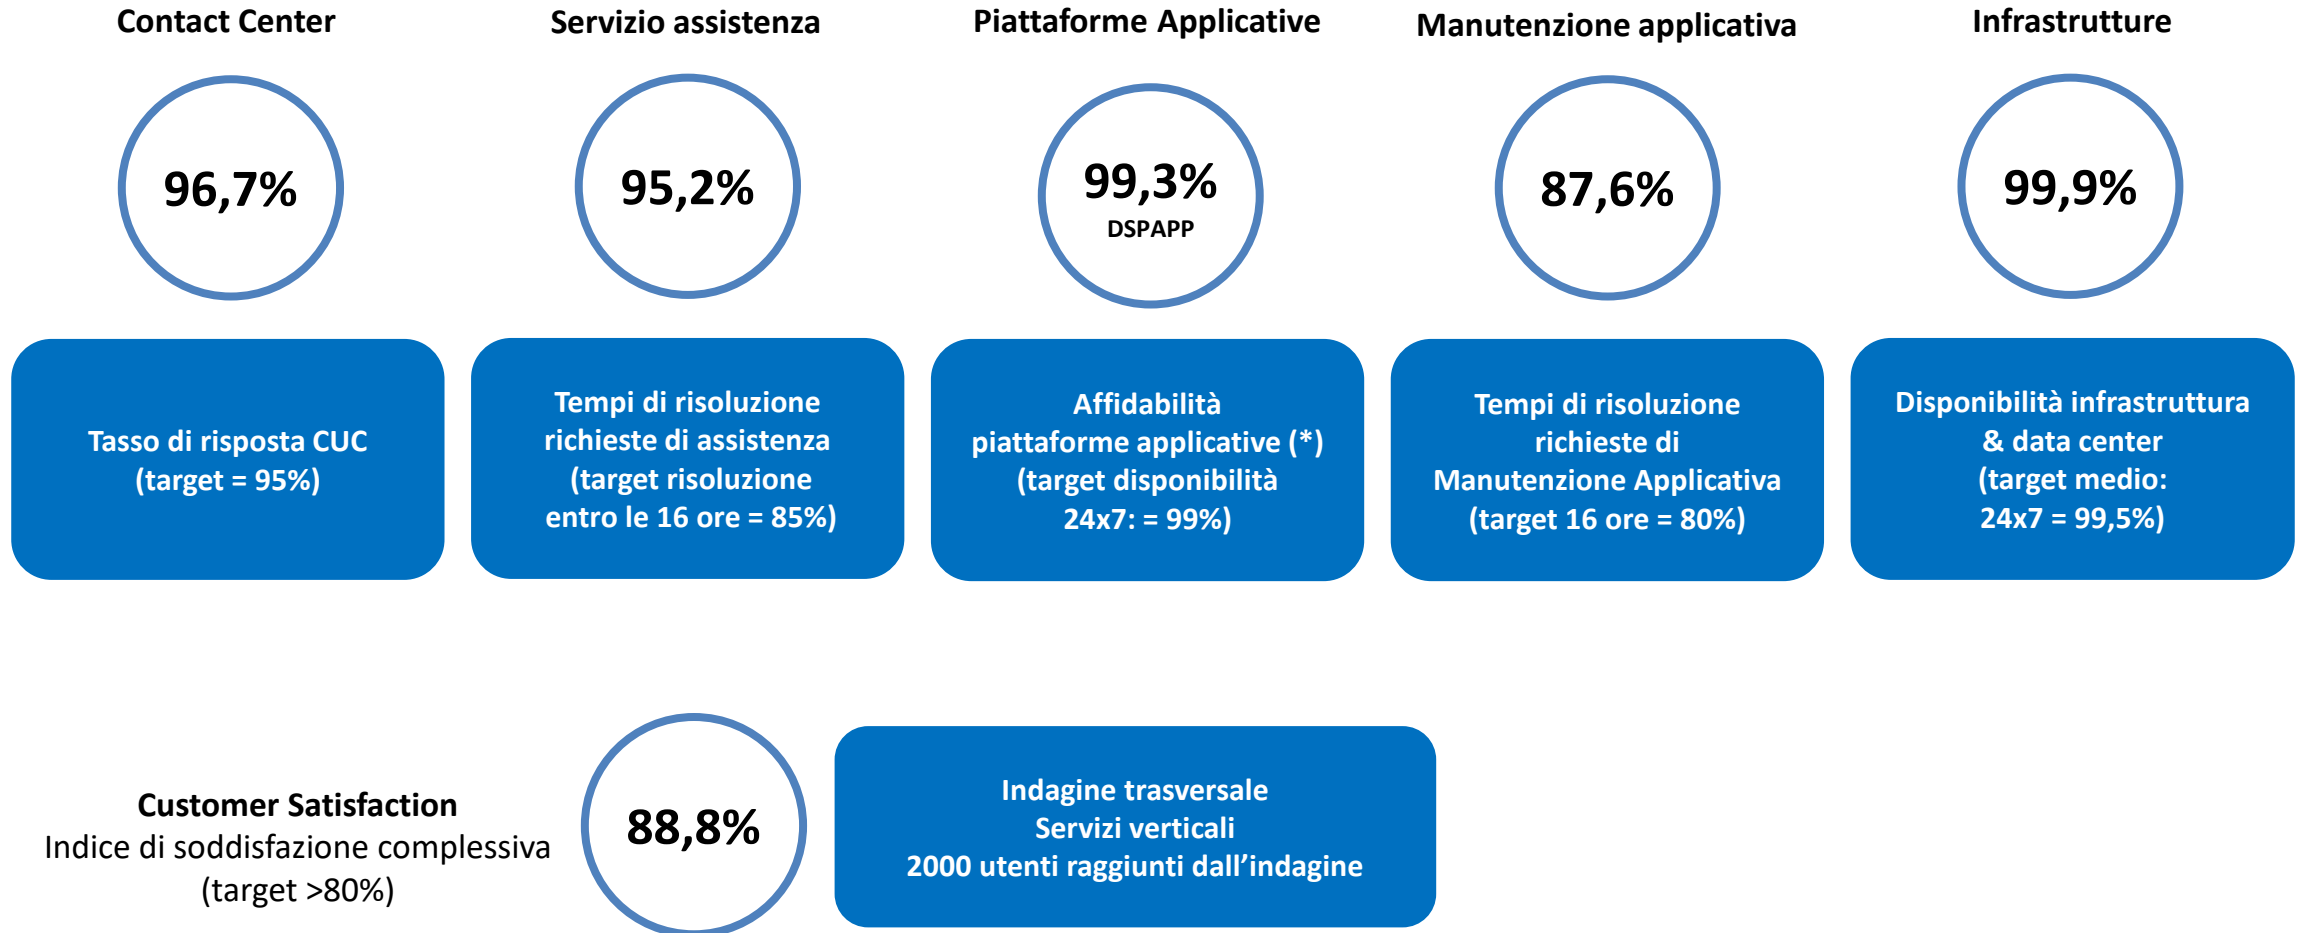 Contact Center
96,7%
Tasso di risposta CUC
(target = 95%)
Servizio assistenza
95,2%
Tempi di risoluzione
richieste di assistenza
(target risoluzione
entro le 16 ore = 85%)
Piattaforme Applicative
99,3%
DSPAPP
Affidabilità
piattaforme applicative (*)
(target disponibilità
24x7: = 99%)
Manutenzione applicativa
87,6%
Tempi di risoluzione
richieste di
Manutenzione Applicativa
(target 16 ore = 80%)
Infrastrutture
99,9%
Disponibilità infrastruttura
& data center
(target medio:
24x7 = 99,5%)
Customer Satisfaction
Indice di soddisfazione complessiva
(target >80%)
88,8%
Indagine trasversale
Servizi verticali
2000 utenti raggiunti dall’indagine